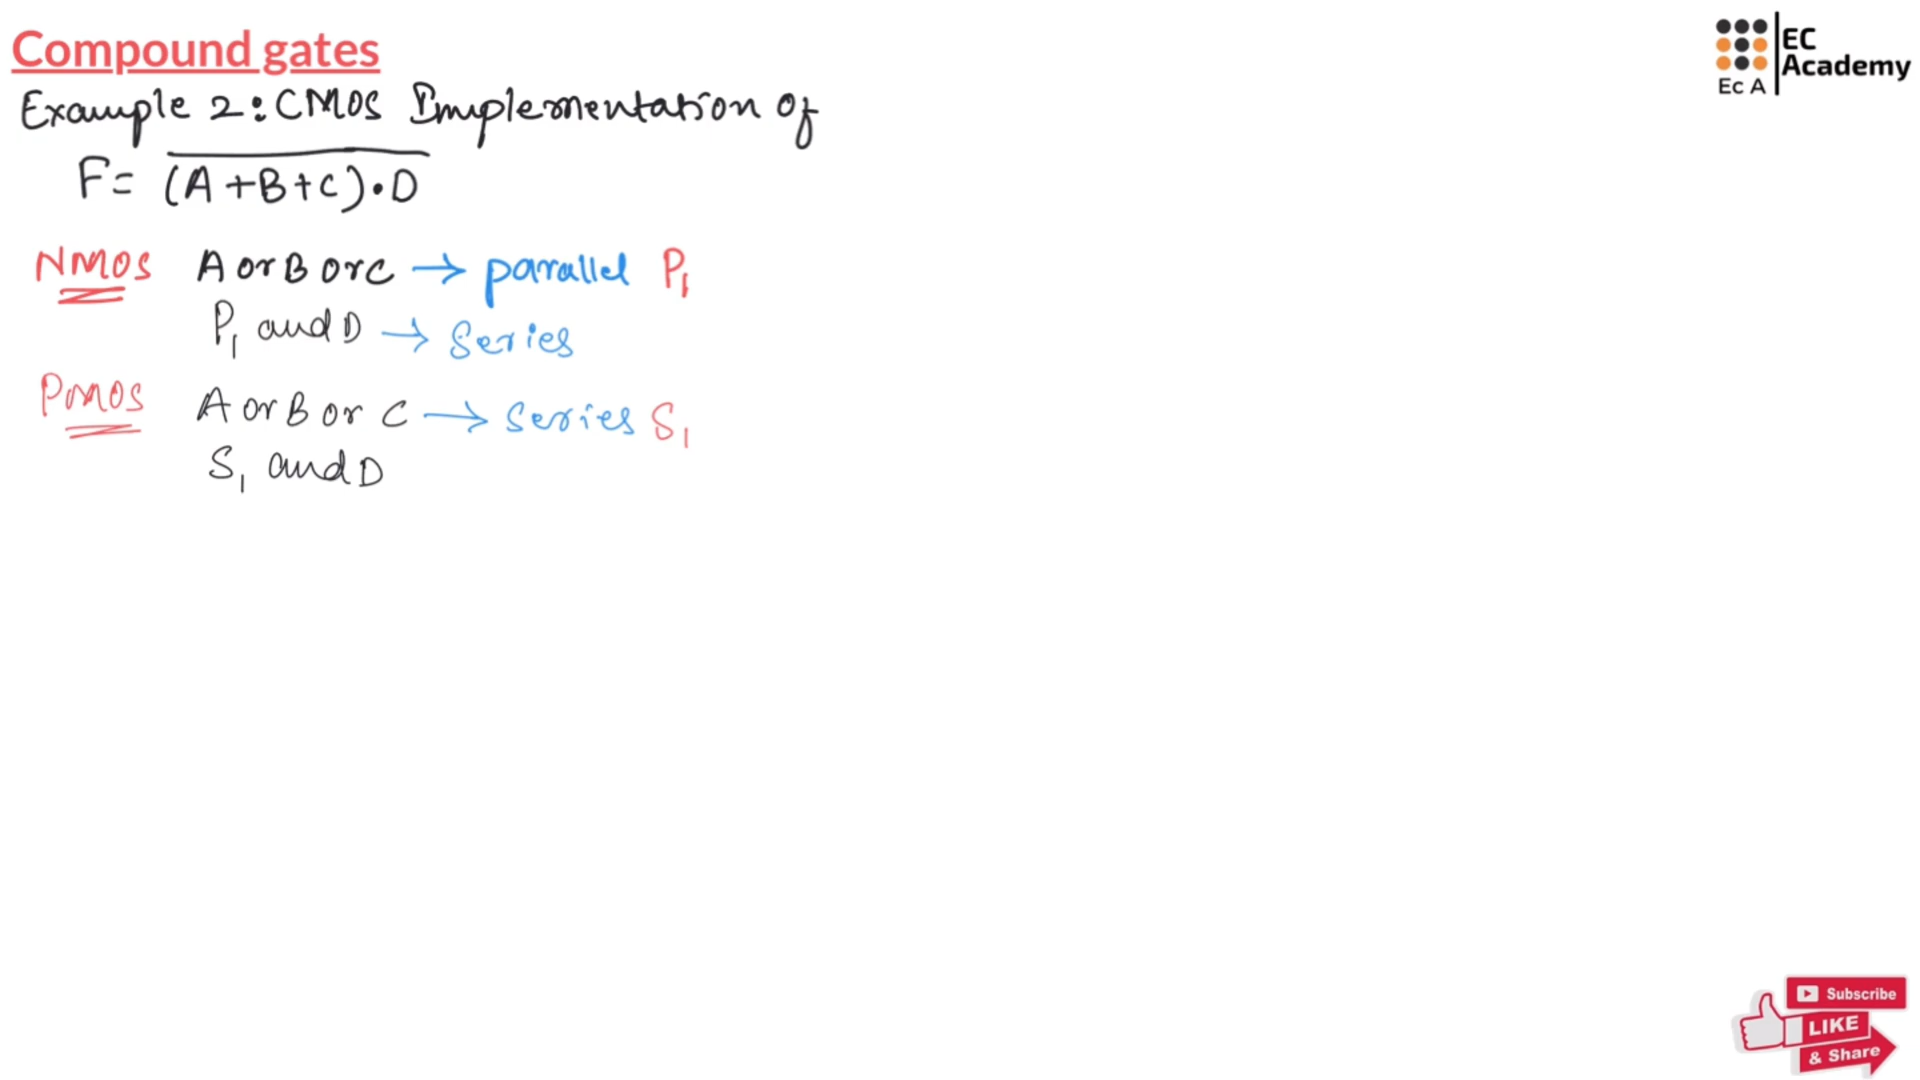 Compound gates
EC
Academy
Ec A
Example 2: CMOS Implementation of
F = \overline{(A+B+C)•D}
NMOS A or B or C → parallel P₁
P₁ and D → Series
PMOS A or B or C → Series S₁
S₁ and D
Subscribe
LIKE
& Share